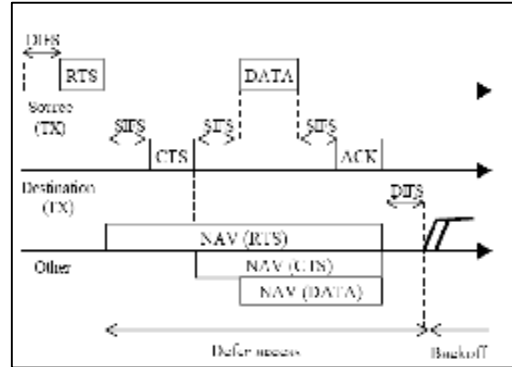 DIFS
RTS
DATA
Source
(TX)
SIFS
SIFS
SIFS
CTS
ACK
Destination
(TX)
DIFS
NAV (RTS)
Other
NAV (CTS)
NAV (DATA)
Defer access
Backoff